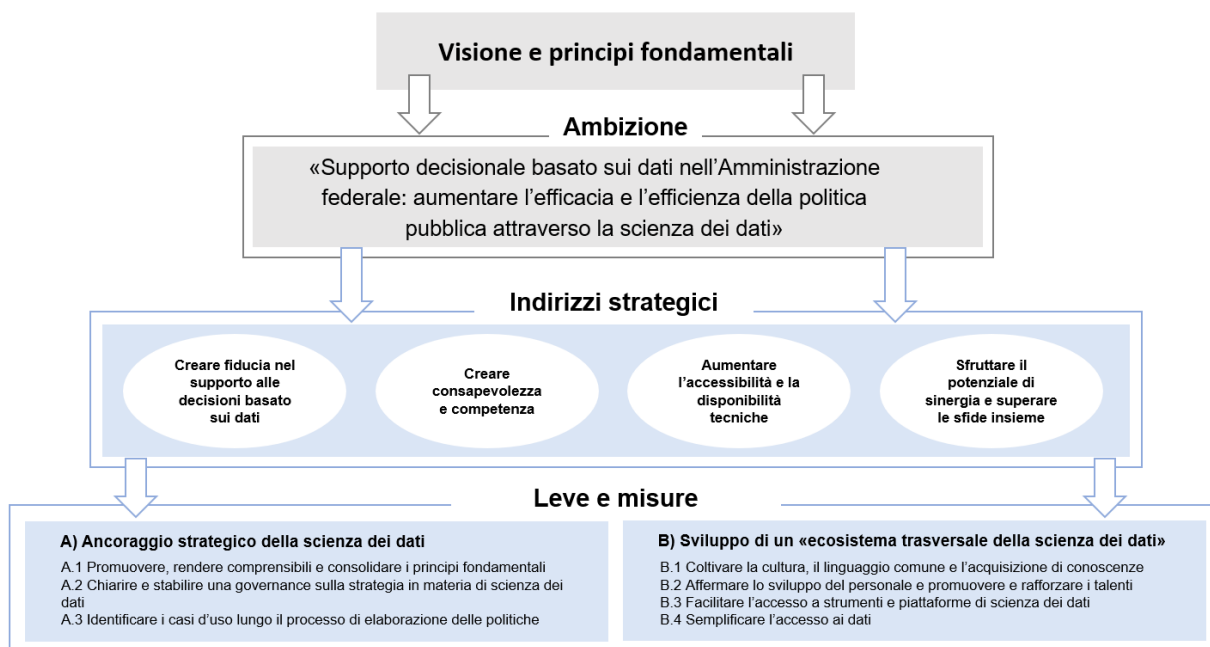 Visione e principi fondamentali
Ambizione
«Supporto decisionale basato sui dati nell’Amministrazione
federale: aumentare l’efficacia e l’efficienza della politica
pubblica attraverso la scienza dei dati»
Indirizzi strategici
Creare fiducia nel
supporto alle
decisioni basato
sui dati
Creare
consapevolezza
e competenza
Aumentare
l’accessibilità e la
disponibilità
tecniche
Sfruttare il
potenziale di
sinergia e superare
le sfide insieme
Leve e misure
A) Ancoraggio strategico della scienza dei dati
A.1 Promuovere, rendere comprensibili e consolidare i principi fondamentali
A.2 Chiarire e stabilire una governance sulla strategia in materia di scienza dei
dati
A.3 Identificare i casi d’uso lungo il processo di elaborazione delle politiche
B) Sviluppo di un «ecosistema trasversale della scienza dei dati»
B.1 Coltivare la cultura, il linguaggio comune e l’acquisizione di conoscenze
B.2 Affermare lo sviluppo del personale e promuovere e rafforzare i talenti
B.3 Facilitare l’accesso a strumenti e piattaforme di scienza dei dati
B.4 Semplificare l’accesso ai dati